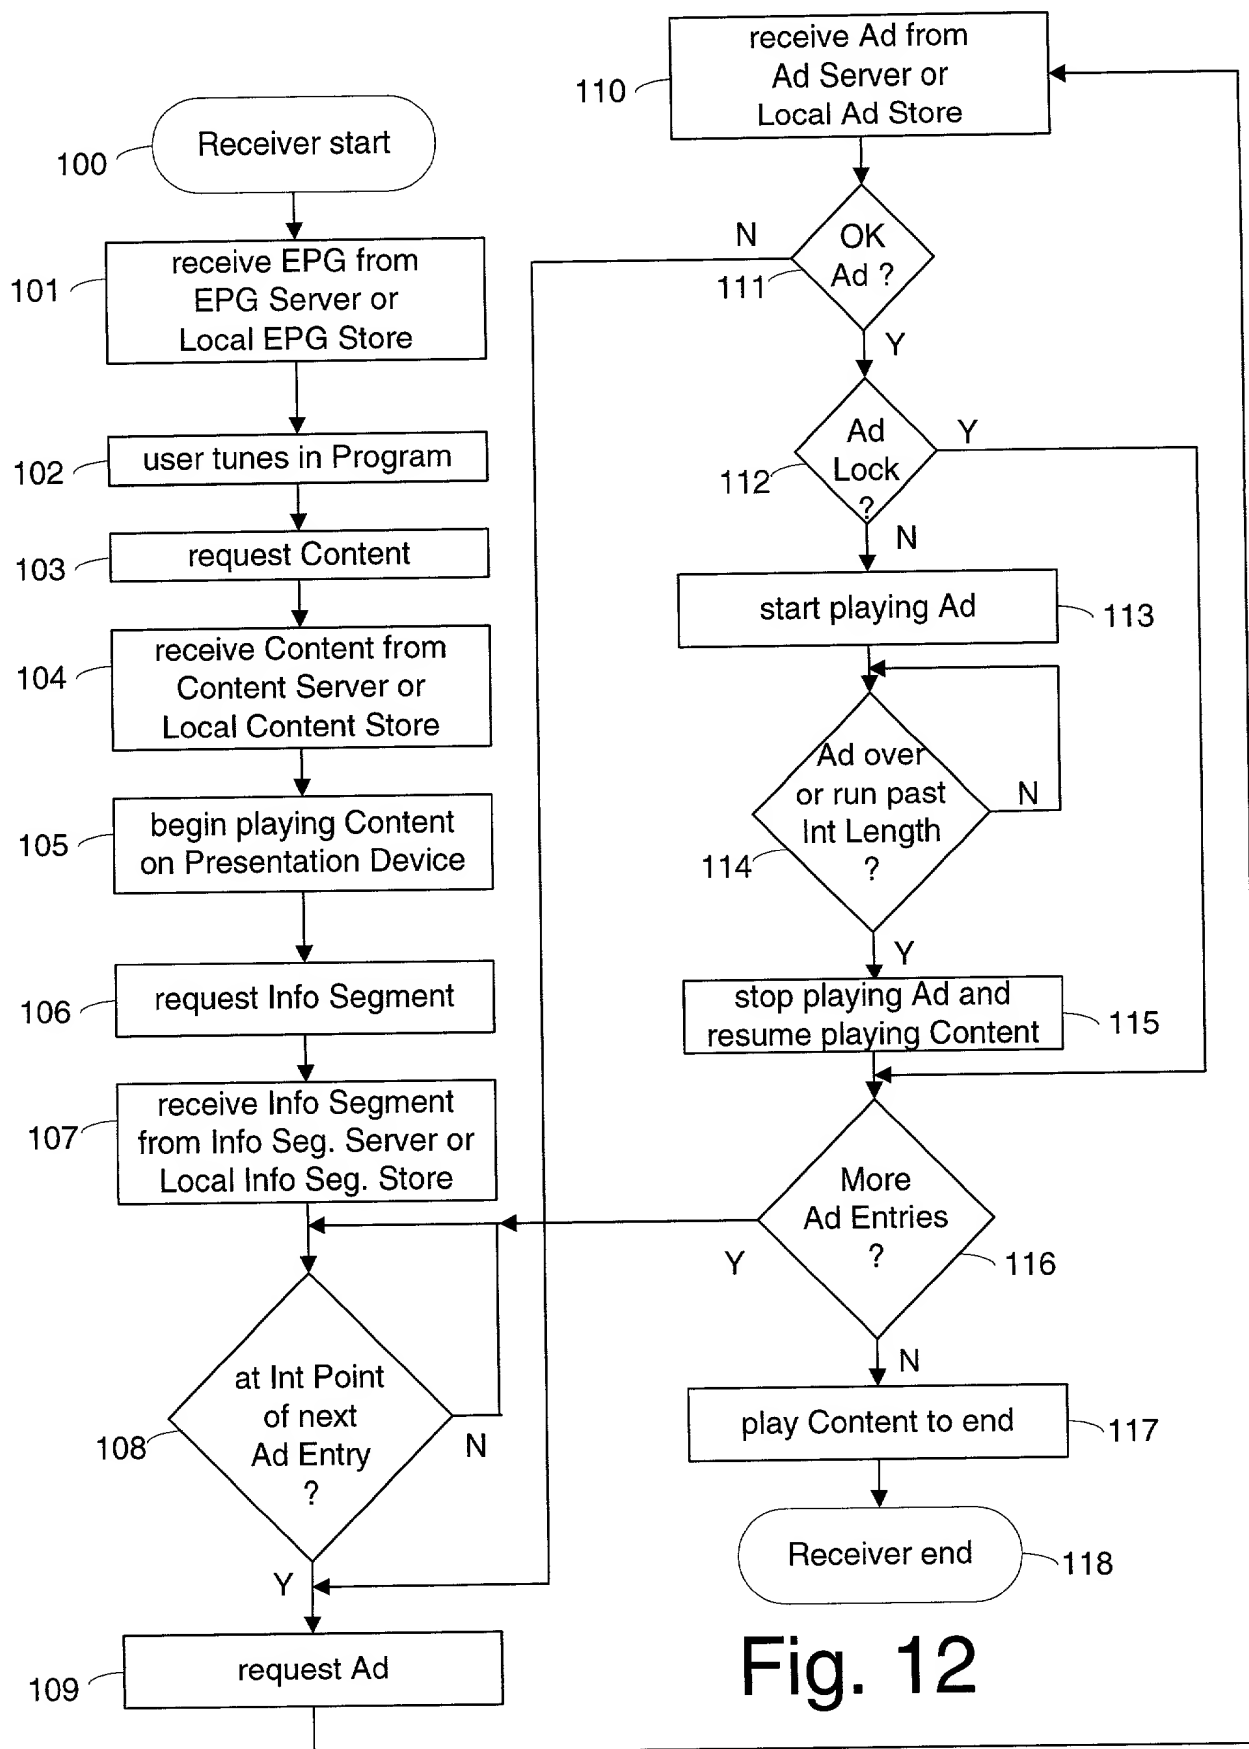 100
Receiver start
101
receive EPG from
EPG Server or
Local EPG Store
102
user tunes in Program
103
request Content
104
receive Content from
Content Server or
Local Content Store
105
begin playing Content
on Presentation Device
106
request Info Segment
107
receive Info Segment
from Info Seg. Server or
Local Info Seg. Store
108
at Int Point
of next
Ad Entry
?
N
Y
109
request Ad
110
receive Ad from
Ad Server or
Local Ad Store
111
OK
Ad ?
N
Y
112
Ad
Lock
?
Y
N
start playing Ad
113
114
Ad over
or run past
Int Length
?
N
Y
stop playing Ad and
resume playing Content
115
More
Ad Entries
?
116
Y
N
play Content to end
117
Receiver end
118
Fig. 12